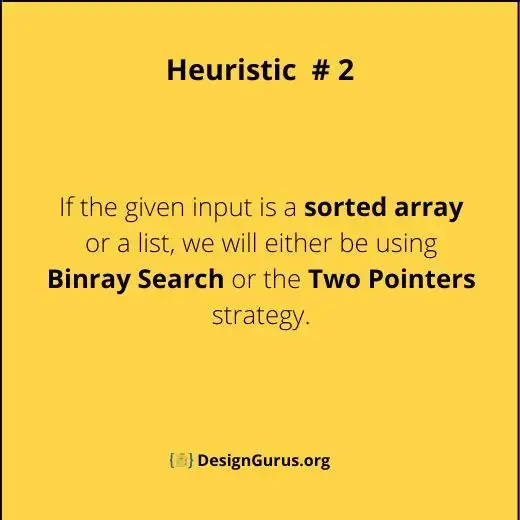 Heuristic # 2
If the given input is a sorted array
or a list, we will either be using
Binray Search or the Two Pointers
strategy.
{ } DesignGurus.org